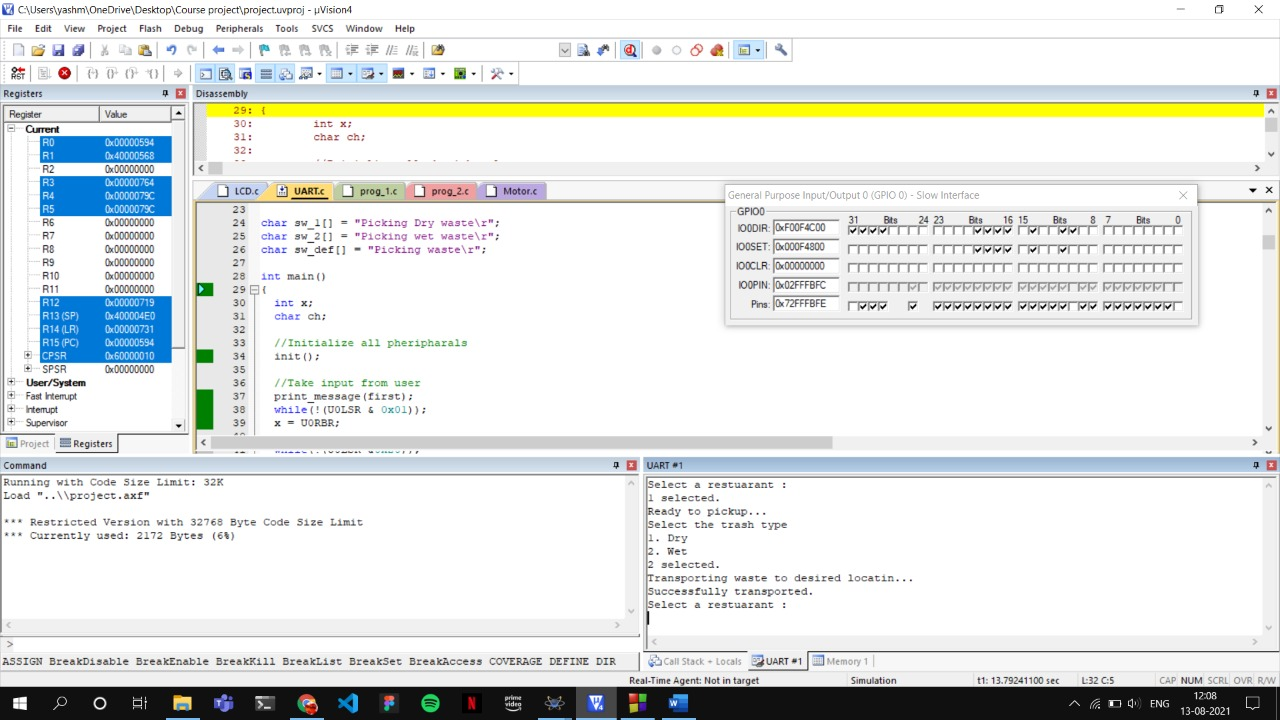 C:\Users\yashm\OneDrive\Desktop\Course project\project.uvproj - µVision4
File Edit View Project Flash Debug Peripherals Tools SVCS Window Help
Registers
Register Value
Current
R0 0x00000594
R1 0x40000568
R2 0x00000000
R3 0x00000764
R4 0x0000079C
R5 0x0000079C
R6 0x00000000
R7 0x00000000
R8 0x00000000
R9 0x00000000
R10 0x00000000
R11 0x00000000
R12 0x00000719
R13 (SP) 0x400004E0
R14 (LR) 0x00000731
R15 (PC) 0x00000594
CPSR 0x60000010
SPSR 0x00000000
User/System
Fast Interrupt
Interrupt
Supervisor
Project Registers
Disassembly
29: {
30: int x;
31: char ch;
32:
LCD.c UART.c prog_1.c prog_2.c Motor.c
23
24 char sw_1[] = "Picking Dry waste\r";
25 char sw_2[] = "Picking wet waste\r";
26 char sw_def[] = "Picking waste\r";
27
28 int main()
29 {
30 int x;
31 char ch;
32
33 //Initialize all pheripharals
34 init();
35
36 //Take input from user
37 print_message(first);
38 while(!(U0LSR & 0x01));
39 x = U0RBR;
General Purpose Input/Output 0 (GPIO 0) - Slow Interface
GPIO0
31 Bits 24 23 Bits 16 15 Bits 8 7 Bits 0
IO0DIR: 0xF00F4C00
IO0SET: 0x000F4800
IO0CLR: 0x00000000
IO0PIN: 0x02FFFBFC
Pins: 0x72FFFBFE
Command
Running with Code Size Limit: 32K
Load "..\\project.axf"
*** Restricted Version with 32768 Byte Code Size Limit
*** Currently used: 2172 Bytes (6%)
>
ASSIGN BreakDisable BreakEnable BreakKill BreakList BreakSet BreakAccess COVERAGE DEFINE DIR
UART #1
Select a restuarant :
1 selected.
Ready to pickup...
Select the trash type
1. Dry
2. Wet
2 selected.
Transporting waste to desired locatin...
Successfully transported.
Select a restuarant :
Call Stack + Locals UART #1 Memory 1
Real-Time Agent: Not in target Simulation t1: 13.79241100 sec L:32 C:5 CAP NUM SCRL OVR R/W
prime video
ENG
12:08
13-08-2021